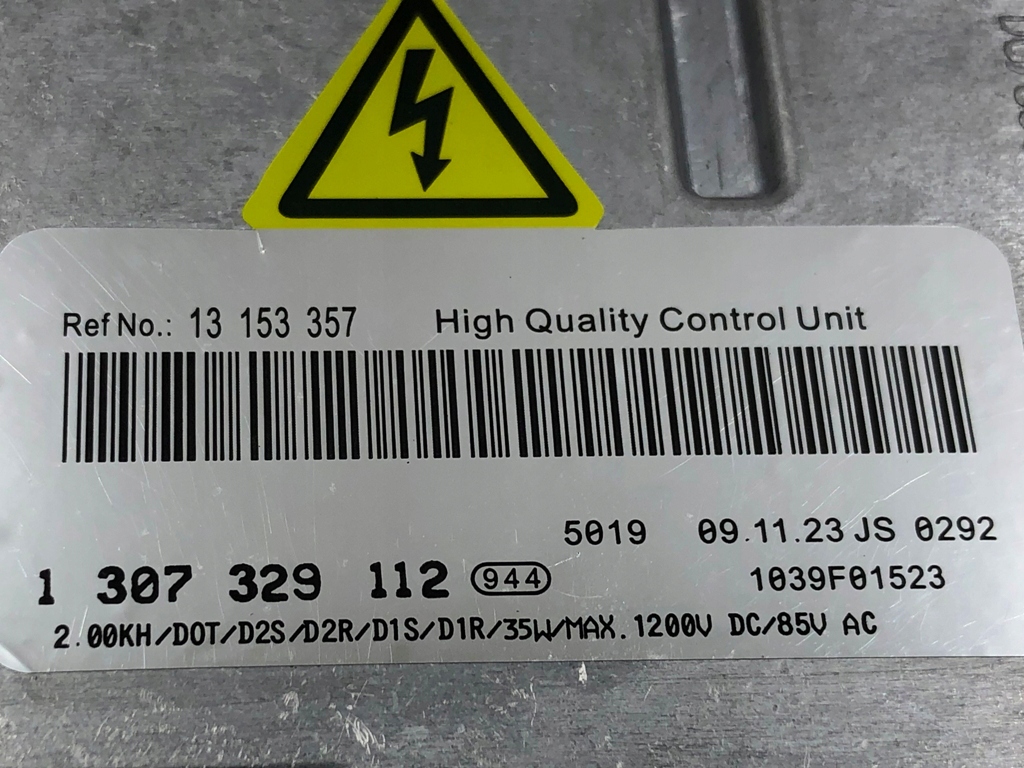 Ref No.: 13 153 357 High Quality Control Unit
5019 09.11.23 JS 0292
1 307 329 112 944 1039F01523
2.00KH/DOT/D2S/D2R/D1S/D1R/35W/MAX.1200V DC/85V AC